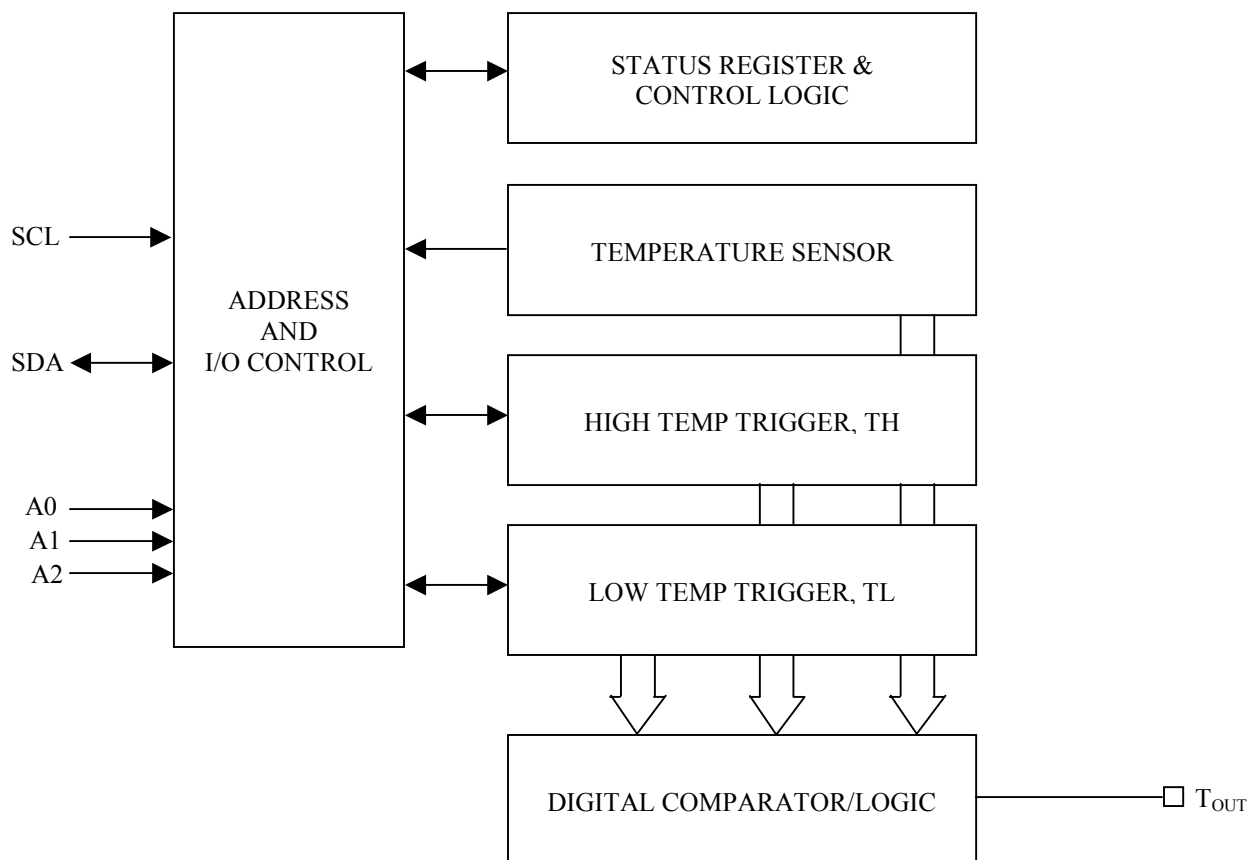 STATUS REGISTER &
CONTROL LOGIC
SCL
TEMPERATURE SENSOR
ADDRESS
AND
I/O CONTROL
SDA
HIGH TEMP TRIGGER, TH
A0
A1
A2
LOW TEMP TRIGGER, TL
DIGITAL COMPARATOR/LOGIC
TOUT